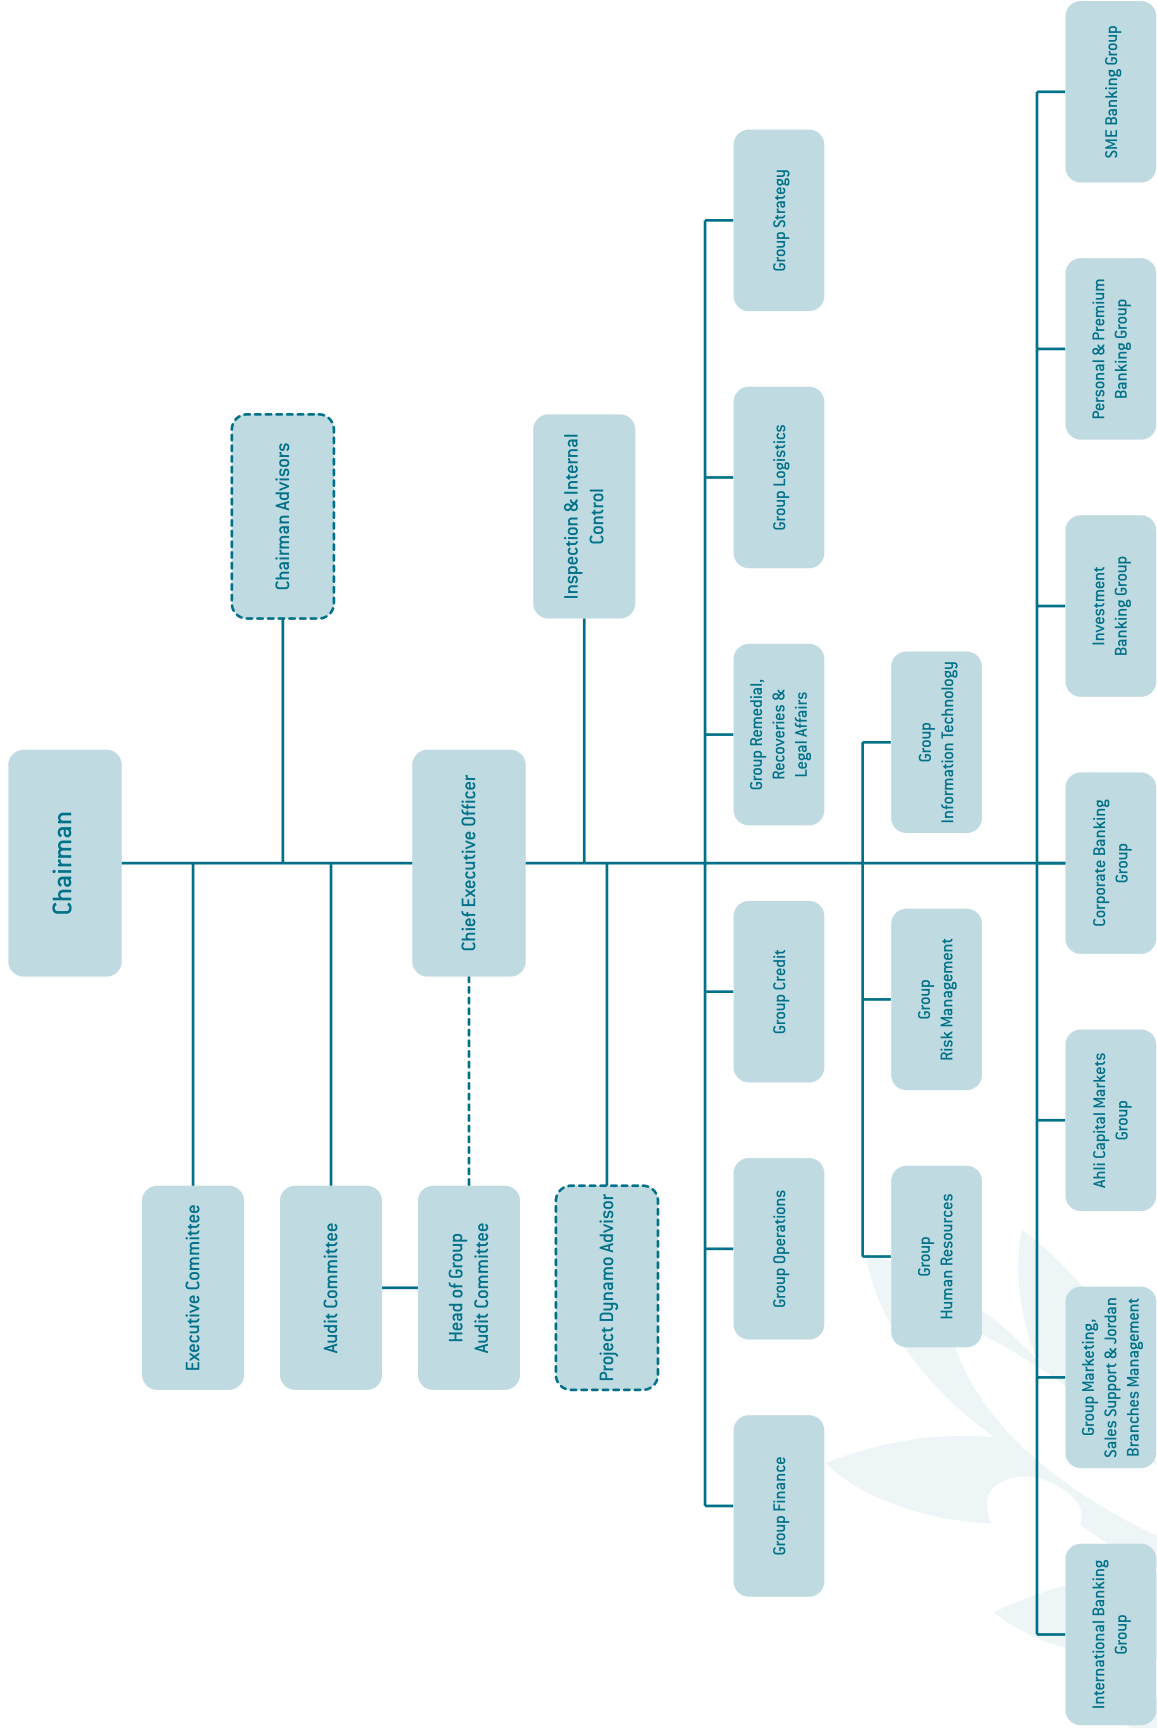 Chairman
Executive Committee
Chairman Advisors
Audit Committee
Chief Executive Officer
Head of Group
Audit Committee
Inspection & Internal
Control
Project Dynamo Advisor
Group Finance
Group Operations
Group Credit
Group Remedial,
Recoveries &
Legal Affairs
Group Logistics
Group Strategy
Group
Human Resources
Group
Risk Management
Group
Information Technology
International Banking
Group
Group Marketing,
Sales Support & Jordan
Branches Management
Ahli Capital Markets
Group
Corporate Banking
Group
Investment
Banking Group
Personal & Premium
Banking Group
SME Banking Group